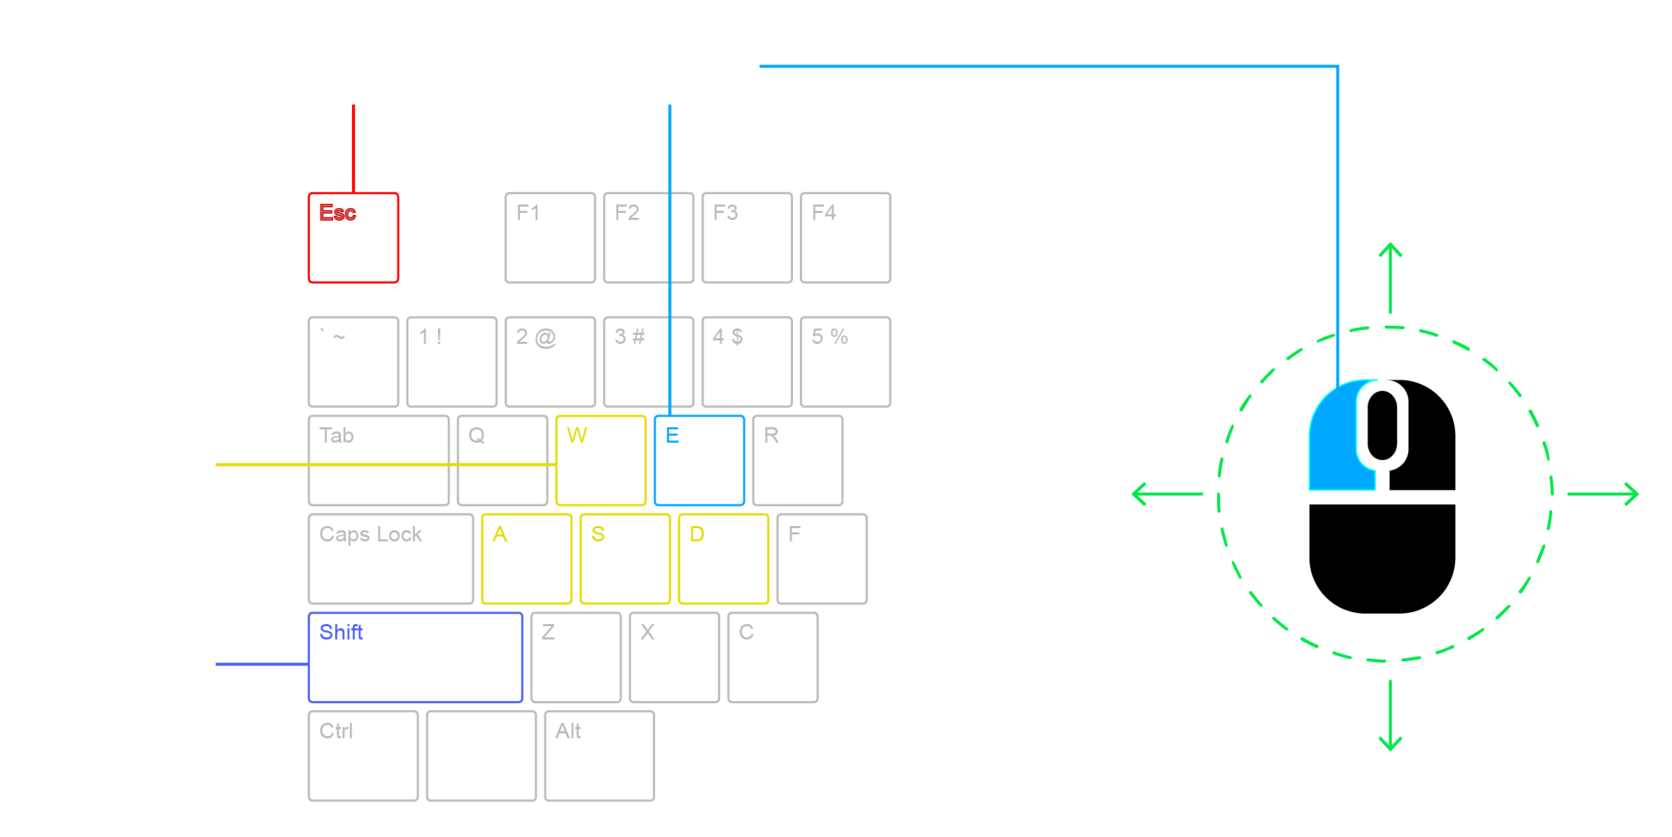 Esc F1 F2 F3 F4
` ~ 1 ! 2 @ 3 # 4 $ 5 %
Tab Q W E R
Caps Lock A S D F
Shift Z X C
Ctrl Alt